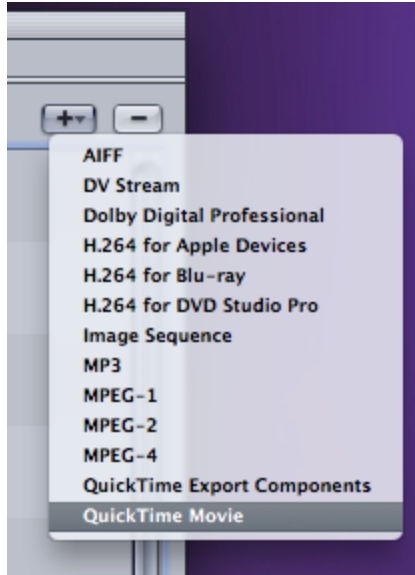 AIFF
DV Stream
Dolby Digital Professional
H.264 for Apple Devices
H.264 for Blu-ray
H.264 for DVD Studio Pro
Image Sequence
MP3
MPEG-1
MPEG-2
MPEG-4
QuickTime Export Components
QuickTime Movie